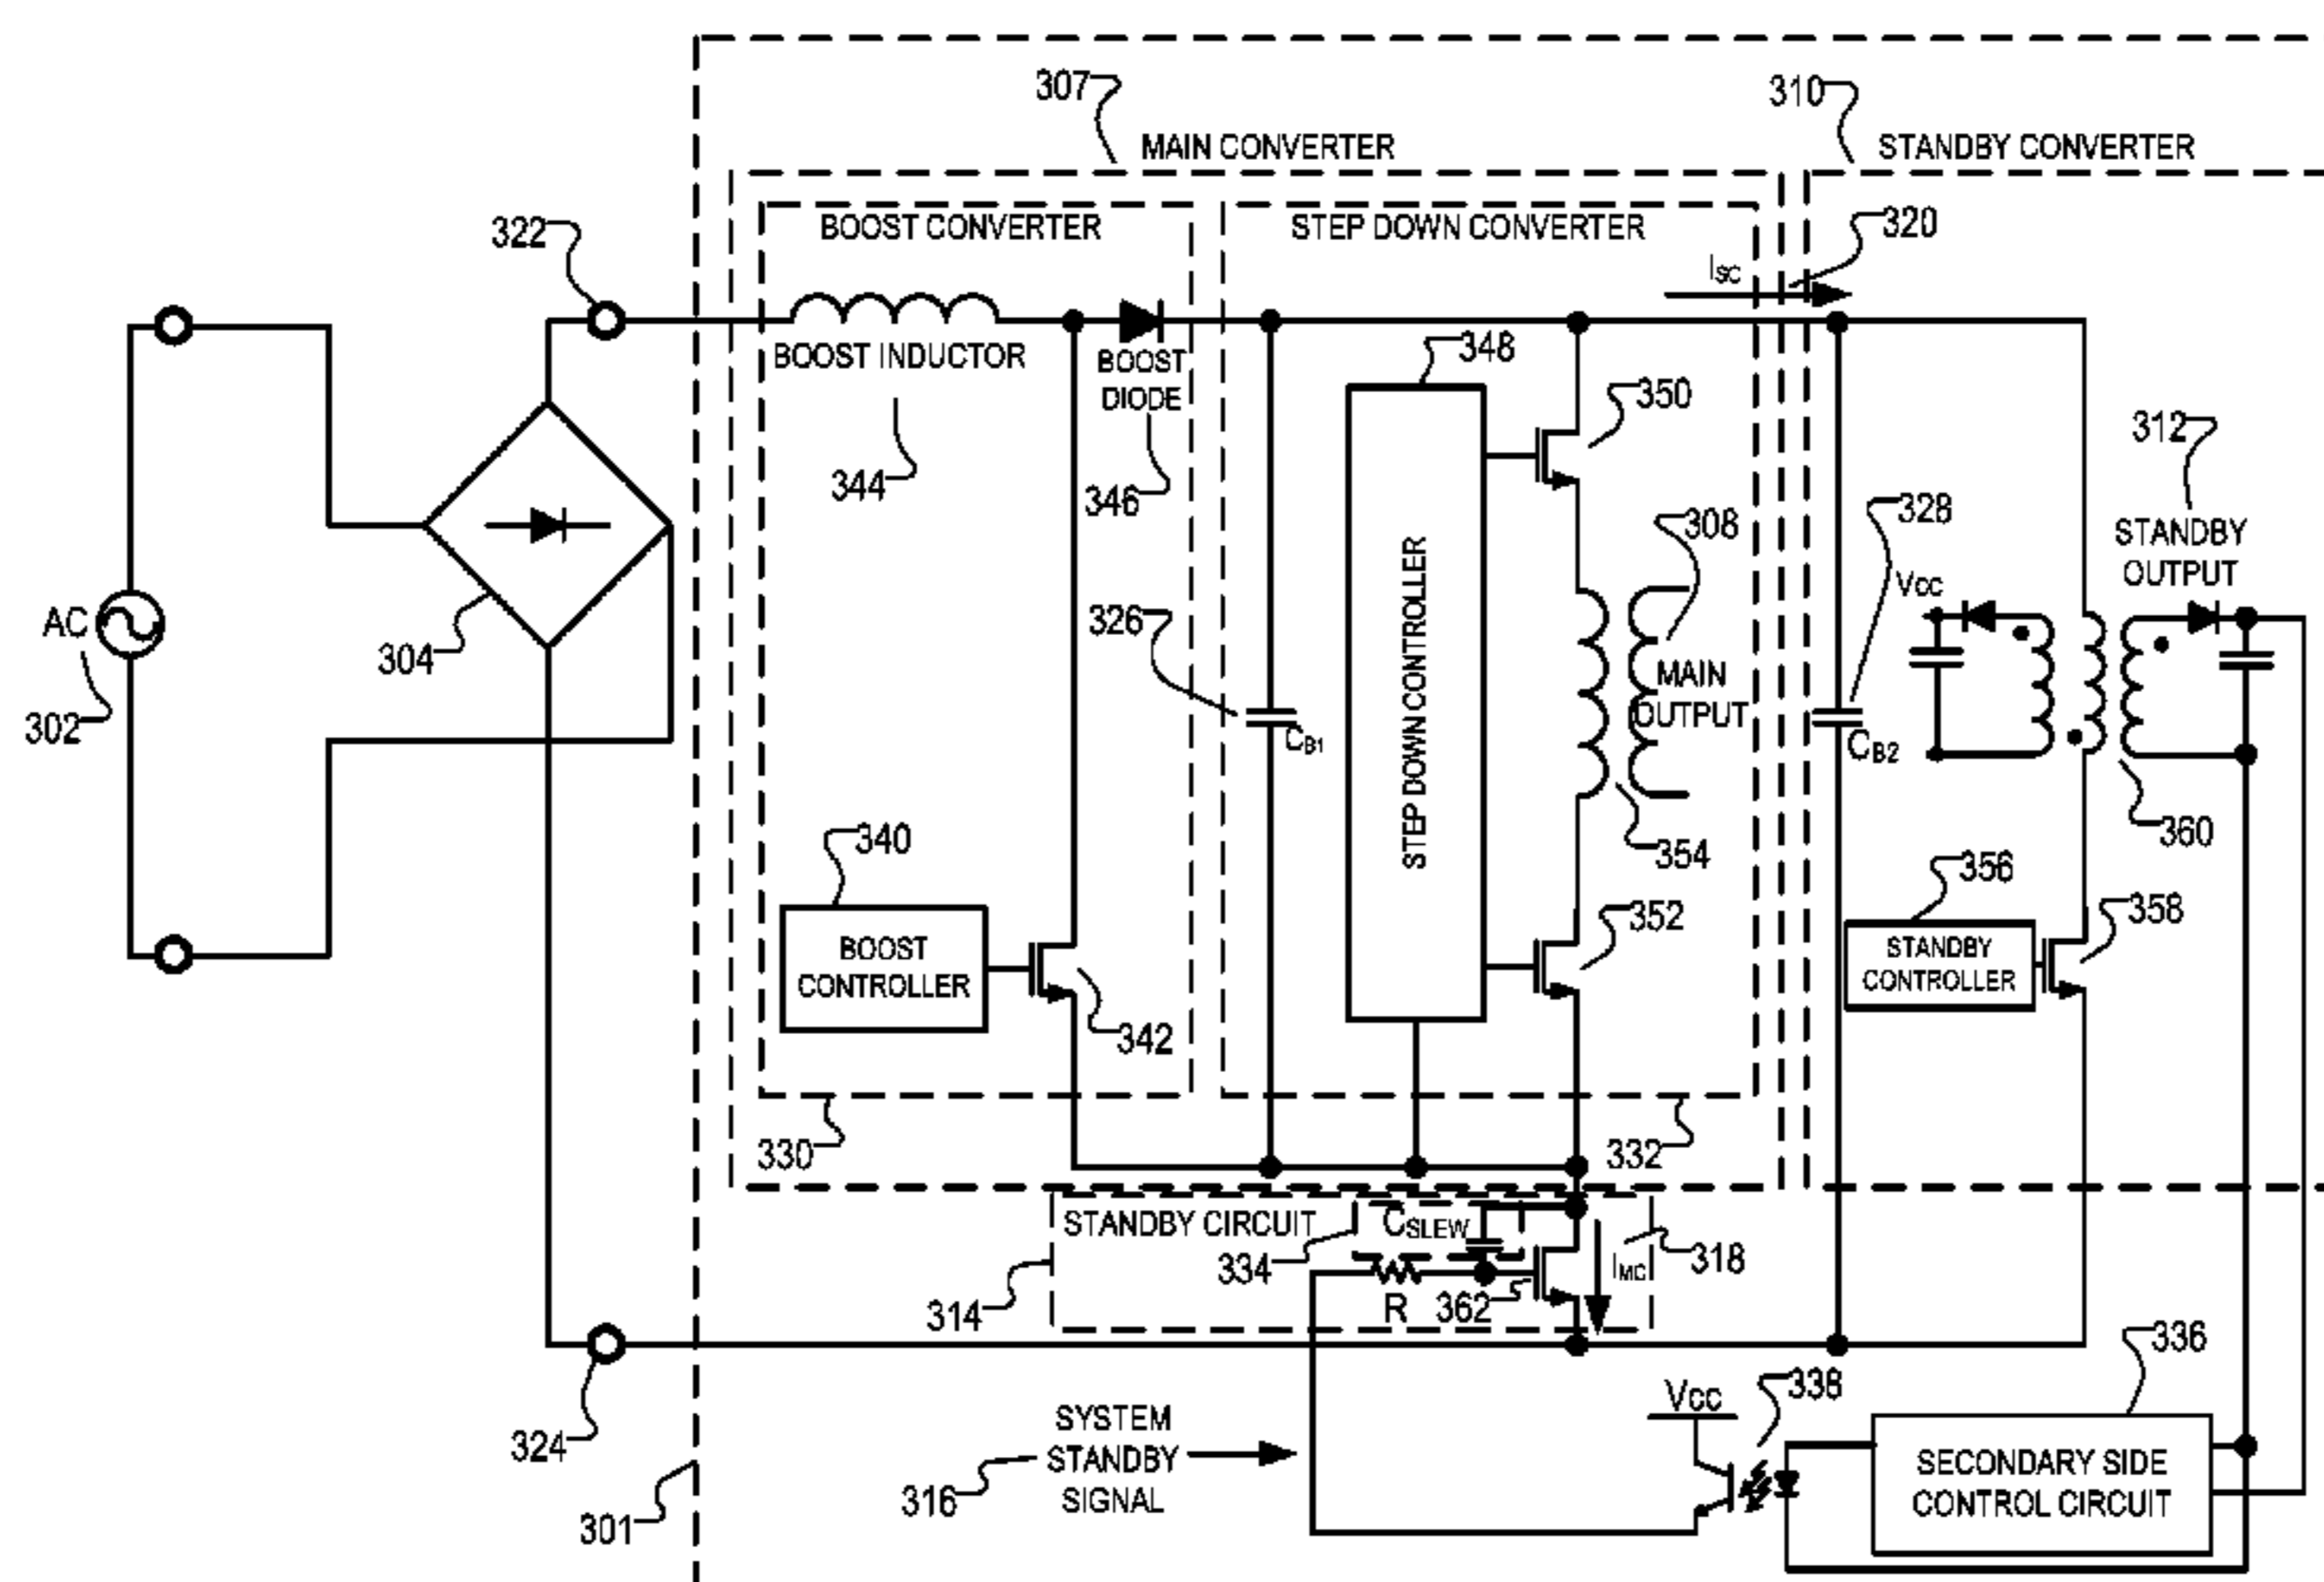 307
310
MAIN CONVERTER
STANDBY CONVERTER
322
BOOST CONVERTER
STEP DOWN CONVERTER
320
ISC
BOOST INDUCTOR
BOOST
DIODE
348
350
312
344
346
308
328
STANDBY
OUTPUT
AC
302
304
326
CB1
STEP DOWN CONTROLLER
MAIN
OUTPUT
VCC
CB2
340
354
356
360
BOOST
CONTROLLER
342
352
STANDBY
CONTROLLER
358
330
332
STANDBY CIRCUIT
CSLEW
334
318
IMC
314
R
362
324
SYSTEM
STANDBY
SIGNAL
316
301
VCC
338
336
SECONDARY SIDE
CONTROL CIRCUIT